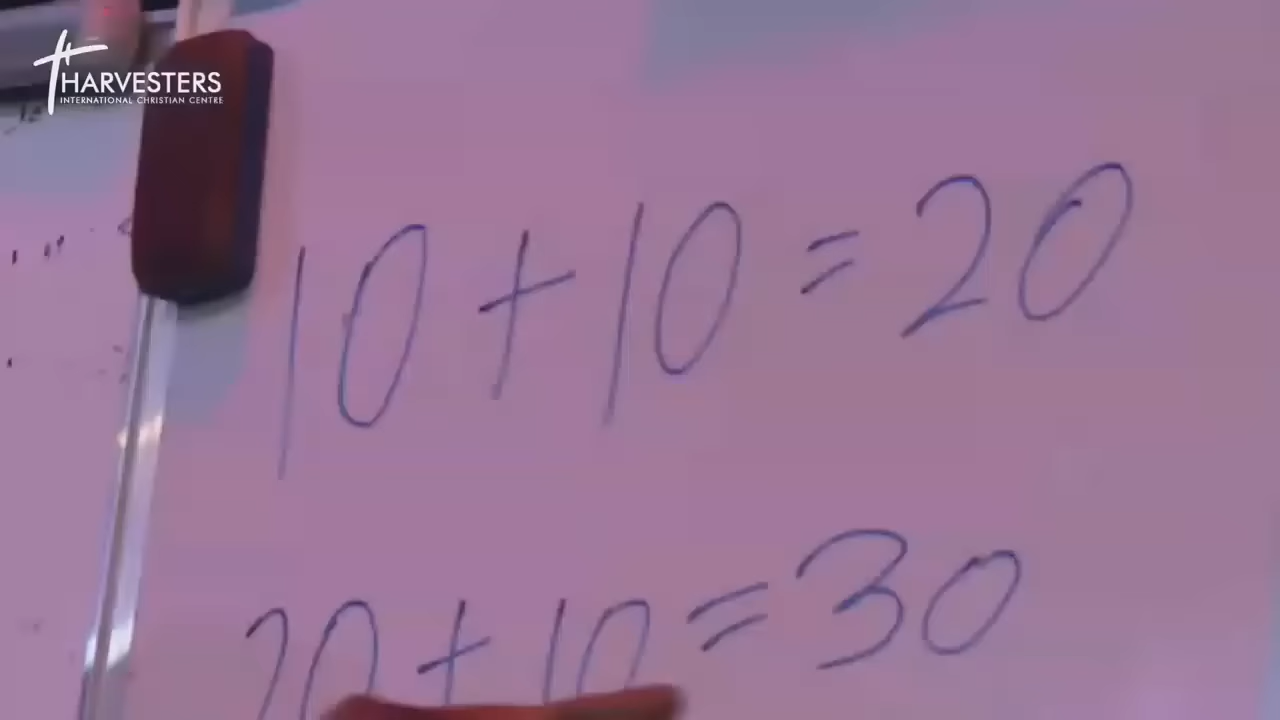 HARVESTERS
INTERNATIONAL CHRISTIAN CENTRE
10 + 10 = 20
20 + 10 = 30